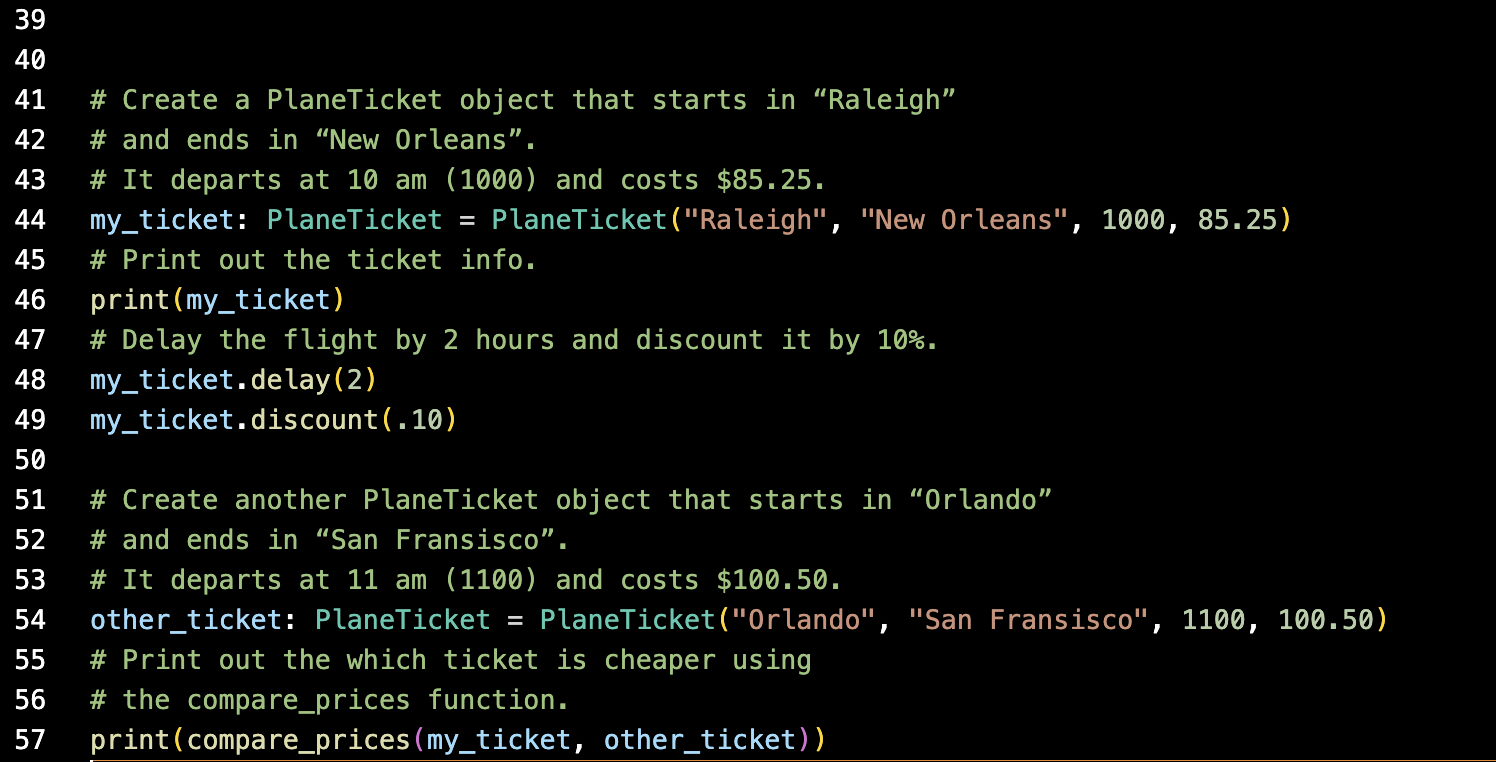 39
40
41 # Create a PlaneTicket object that starts in “Raleigh”
42 # and ends in “New Orleans”.
43 # It departs at 10 am (1000) and costs $85.25.
44 my_ticket: PlaneTicket = PlaneTicket("Raleigh", "New Orleans", 1000, 85.25)
45 # Print out the ticket info.
46 print(my_ticket)
47 # Delay the flight by 2 hours and discount it by 10%.
48 my_ticket.delay(2)
49 my_ticket.discount(.10)
50
51 # Create another PlaneTicket object that starts in “Orlando”
52 # and ends in “San Fransisco”.
53 # It departs at 11 am (1100) and costs $100.50.
54 other_ticket: PlaneTicket = PlaneTicket("Orlando", "San Fransisco", 1100, 100.50)
55 # Print out the which ticket is cheaper using
56 # the compare_prices function.
57 print(compare_prices(my_ticket, other_ticket))